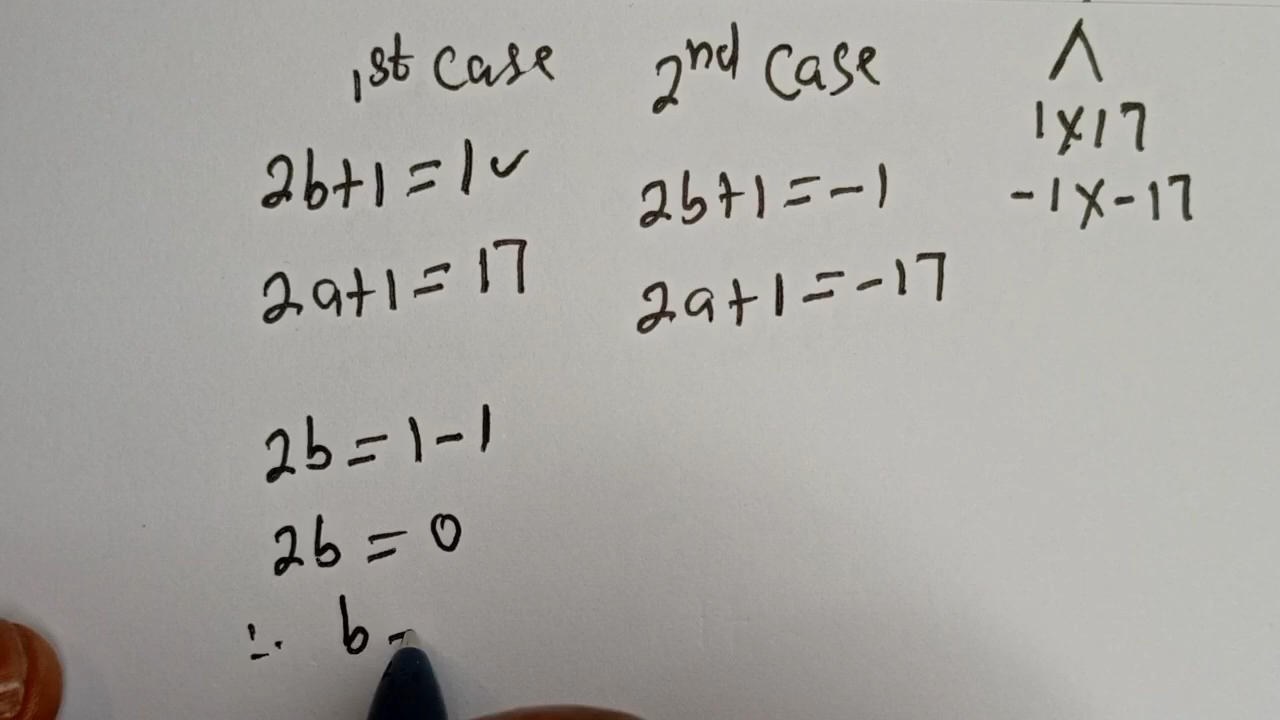 1st case
2b+1=1✓
2a+1=17
2b=1-1
2b=0
∴ b=
2nd case
2b+1=-1
2a+1=-17
1x17
-1x-17